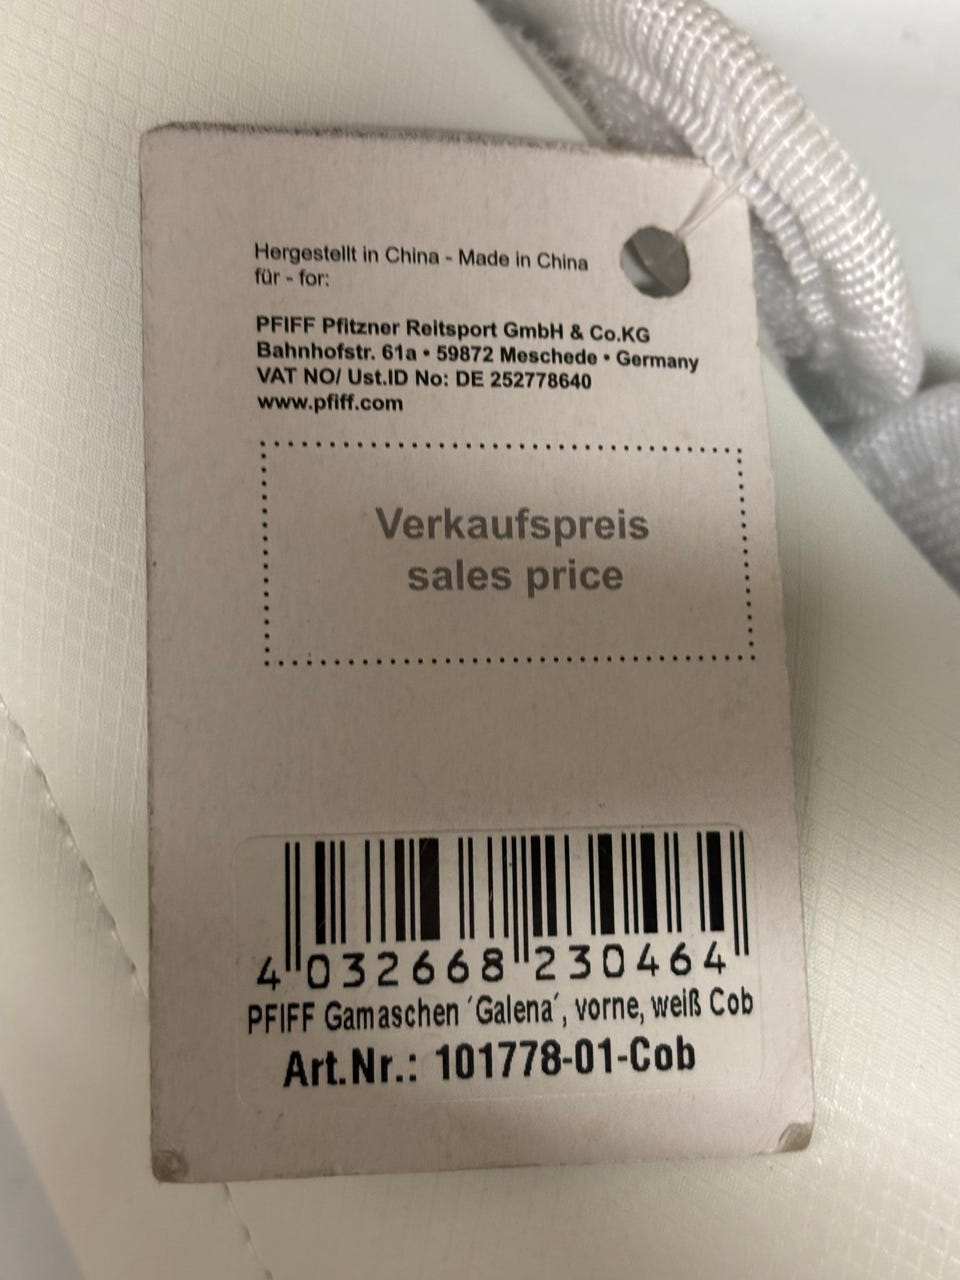 Hergestellt in China - Made in China
für - for:
PFIFF Pfitzner Reitsport GmbH & Co.KG
Bahnhofstr. 61a • 59872 Meschede • Germany
VAT NO/ Ust.ID No: DE 252778640
www.pfiff.com
Verkaufspreis
sales price
4 032668 230464
PFIFF Gamaschen ´Galena´, vorne, weiß Cob
Art.Nr.: 101778-01-Cob